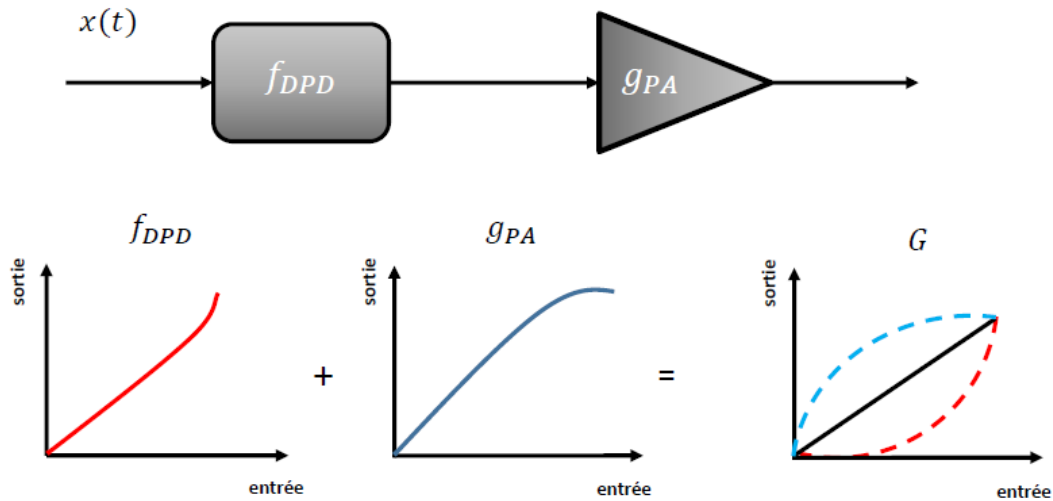 x(t)
f_DPD
g_PA
f_DPD
g_PA
G
sortie
sortie
sortie
+
=
entrée
entrée
entrée